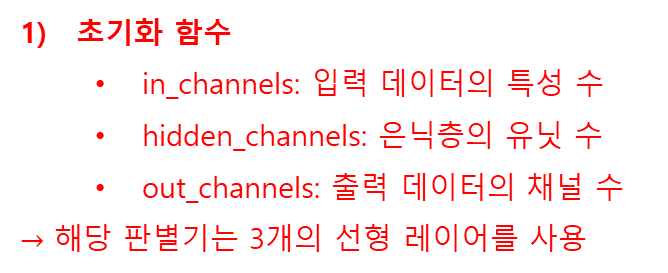 1) 초기화 함수
• in_channels: 입력 데이터의 특성 수
• hidden_channels: 은닉층의 유닛 수
• out_channels: 출력 데이터의 채널 수
→ 해당 판별기는 3개의 선형 레이어를 사용